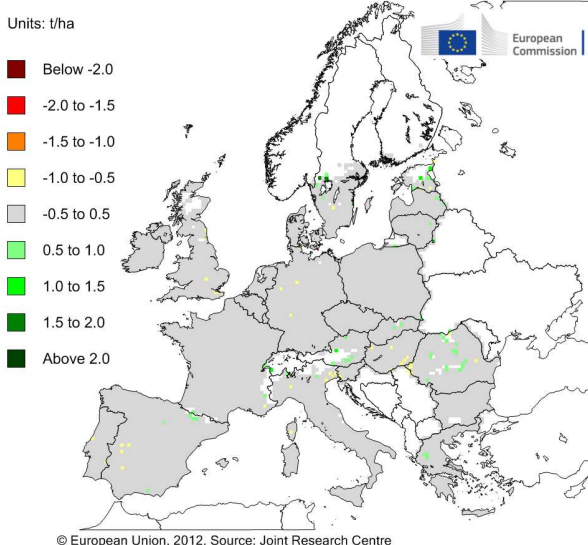 Units: t/ha
European
Commission
Below -2.0
-2.0 to -1.5
-1.5 to -1.0
-1.0 to -0.5
-0.5 to 0.5
0.5 to 1.0
1.0 to 1.5
1.5 to 2.0
Above 2.0
© European Union, 2012. Source: Joint Research Centre